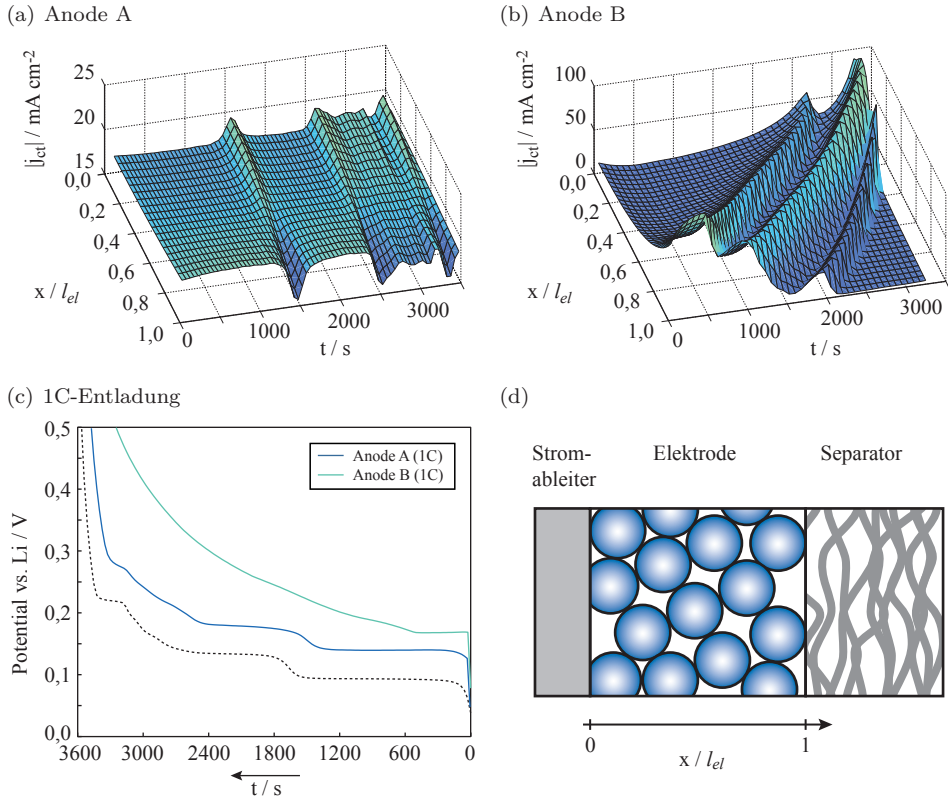 (a) Anode A
|j_ct| / mA cm⁻²
25
20
15
0,0
0,2
0,4
0,6
0,8
1,0
x / l_el
0
1000
2000
3000
t / s
(b) Anode B
|j_ct| / mA cm⁻²
100
50
0
0,0
0,2
0,4
0,6
0,8
1,0
x / l_el
0
1000
2000
3000
t / s
(c) 1C-Entladung
Potential vs. Li / V
0,5
0,4
0,3
0,2
0,1
0,0
Anode A (1C)
Anode B (1C)
3600
3000
2400
1800
1200
600
0
t / s
(d)
Strom-
ableiter
Elektrode
Separator
0
1
x / l_el